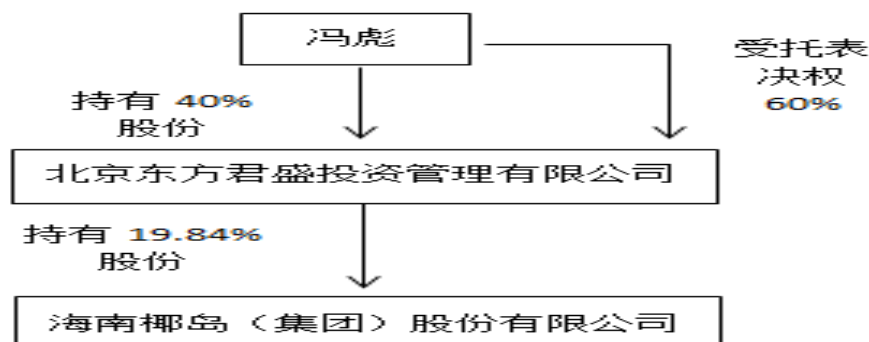 冯彪
受托表
决权
60%
持有 40%
股份
北京东方君盛投资管理有限公司
持有 19.84%
股份
海南椰岛（集团）股份有限公司